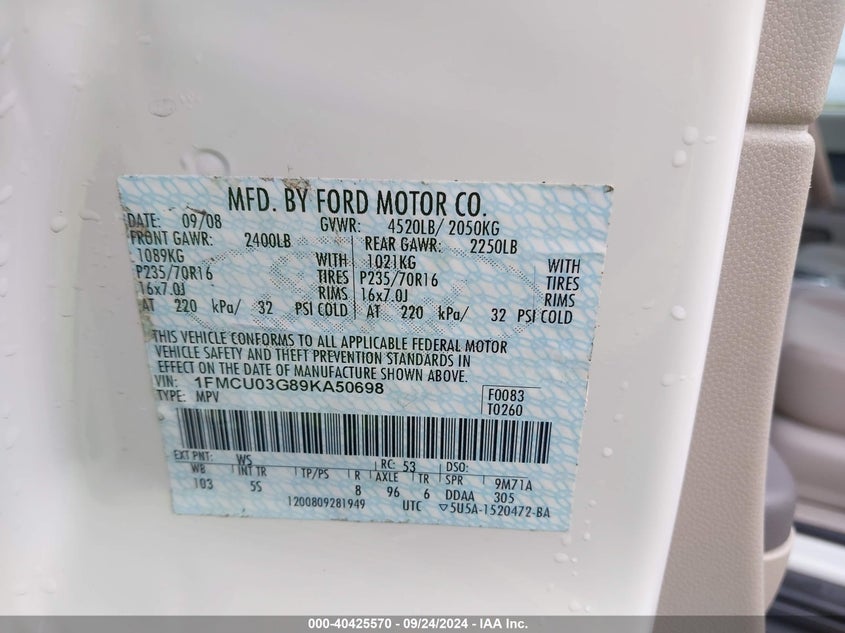 MFD. BY FORD MOTOR CO.
DATE: 09/08 GVWR: 4520LB/ 2050KG
FRONT GAWR: 2400LB REAR GAWR: 2250LB
1089KG WITH 1021KG WITH
P235/70R16 TIRES P235/70R16 TIRES
16x7.0J RIMS 16x7.0J RIMS
AT 220 kPa/ 32 PSI COLD AT 220 kPa/ 32 PSI COLD
THIS VEHICLE CONFORMS TO ALL APPLICABLE FEDERAL MOTOR
VEHICLE SAFETY AND THEFT PREVENTION STANDARDS IN
EFFECT ON THE DATE OF MANUFACTURE SHOWN ABOVE.
VIN: 1FMCU03G89KA50698 F0083
TYPE: MPV T0260
EXT PNT: WS RC: 53 DSO:
WB INT TR TP/PS R AXLE TR SPR 9M71A
103 5S 8 96 6 DDAA 305
1200809281949 UTC ▽5U5A-1520472-BA
000-40425570 - 09/24/2024 - IAA Inc.